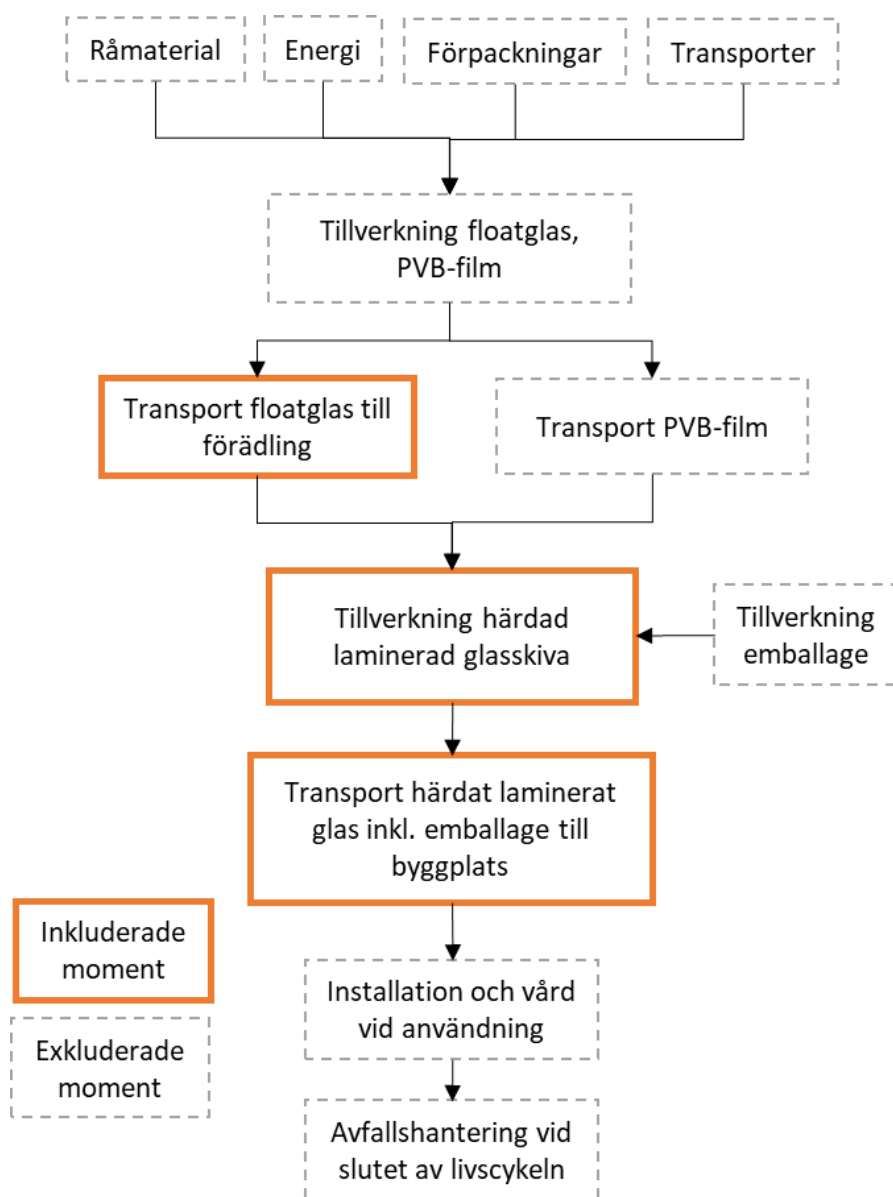 Råmaterial
Energi
Förpackningar
Transporter
Tillverkning floatglas,
PVB-film
Transport floatglas till
förädling
Transport PVB-film
Tillverkning härdad
laminerad glasskiva
Tillverkning
emballage
Transport härdat laminerat
glas inkl. emballage till
byggplats
Inkluderade
moment
Exkluderade
moment
Installation och vård
vid användning
Avfallshantering vid
slutet av livscykeln